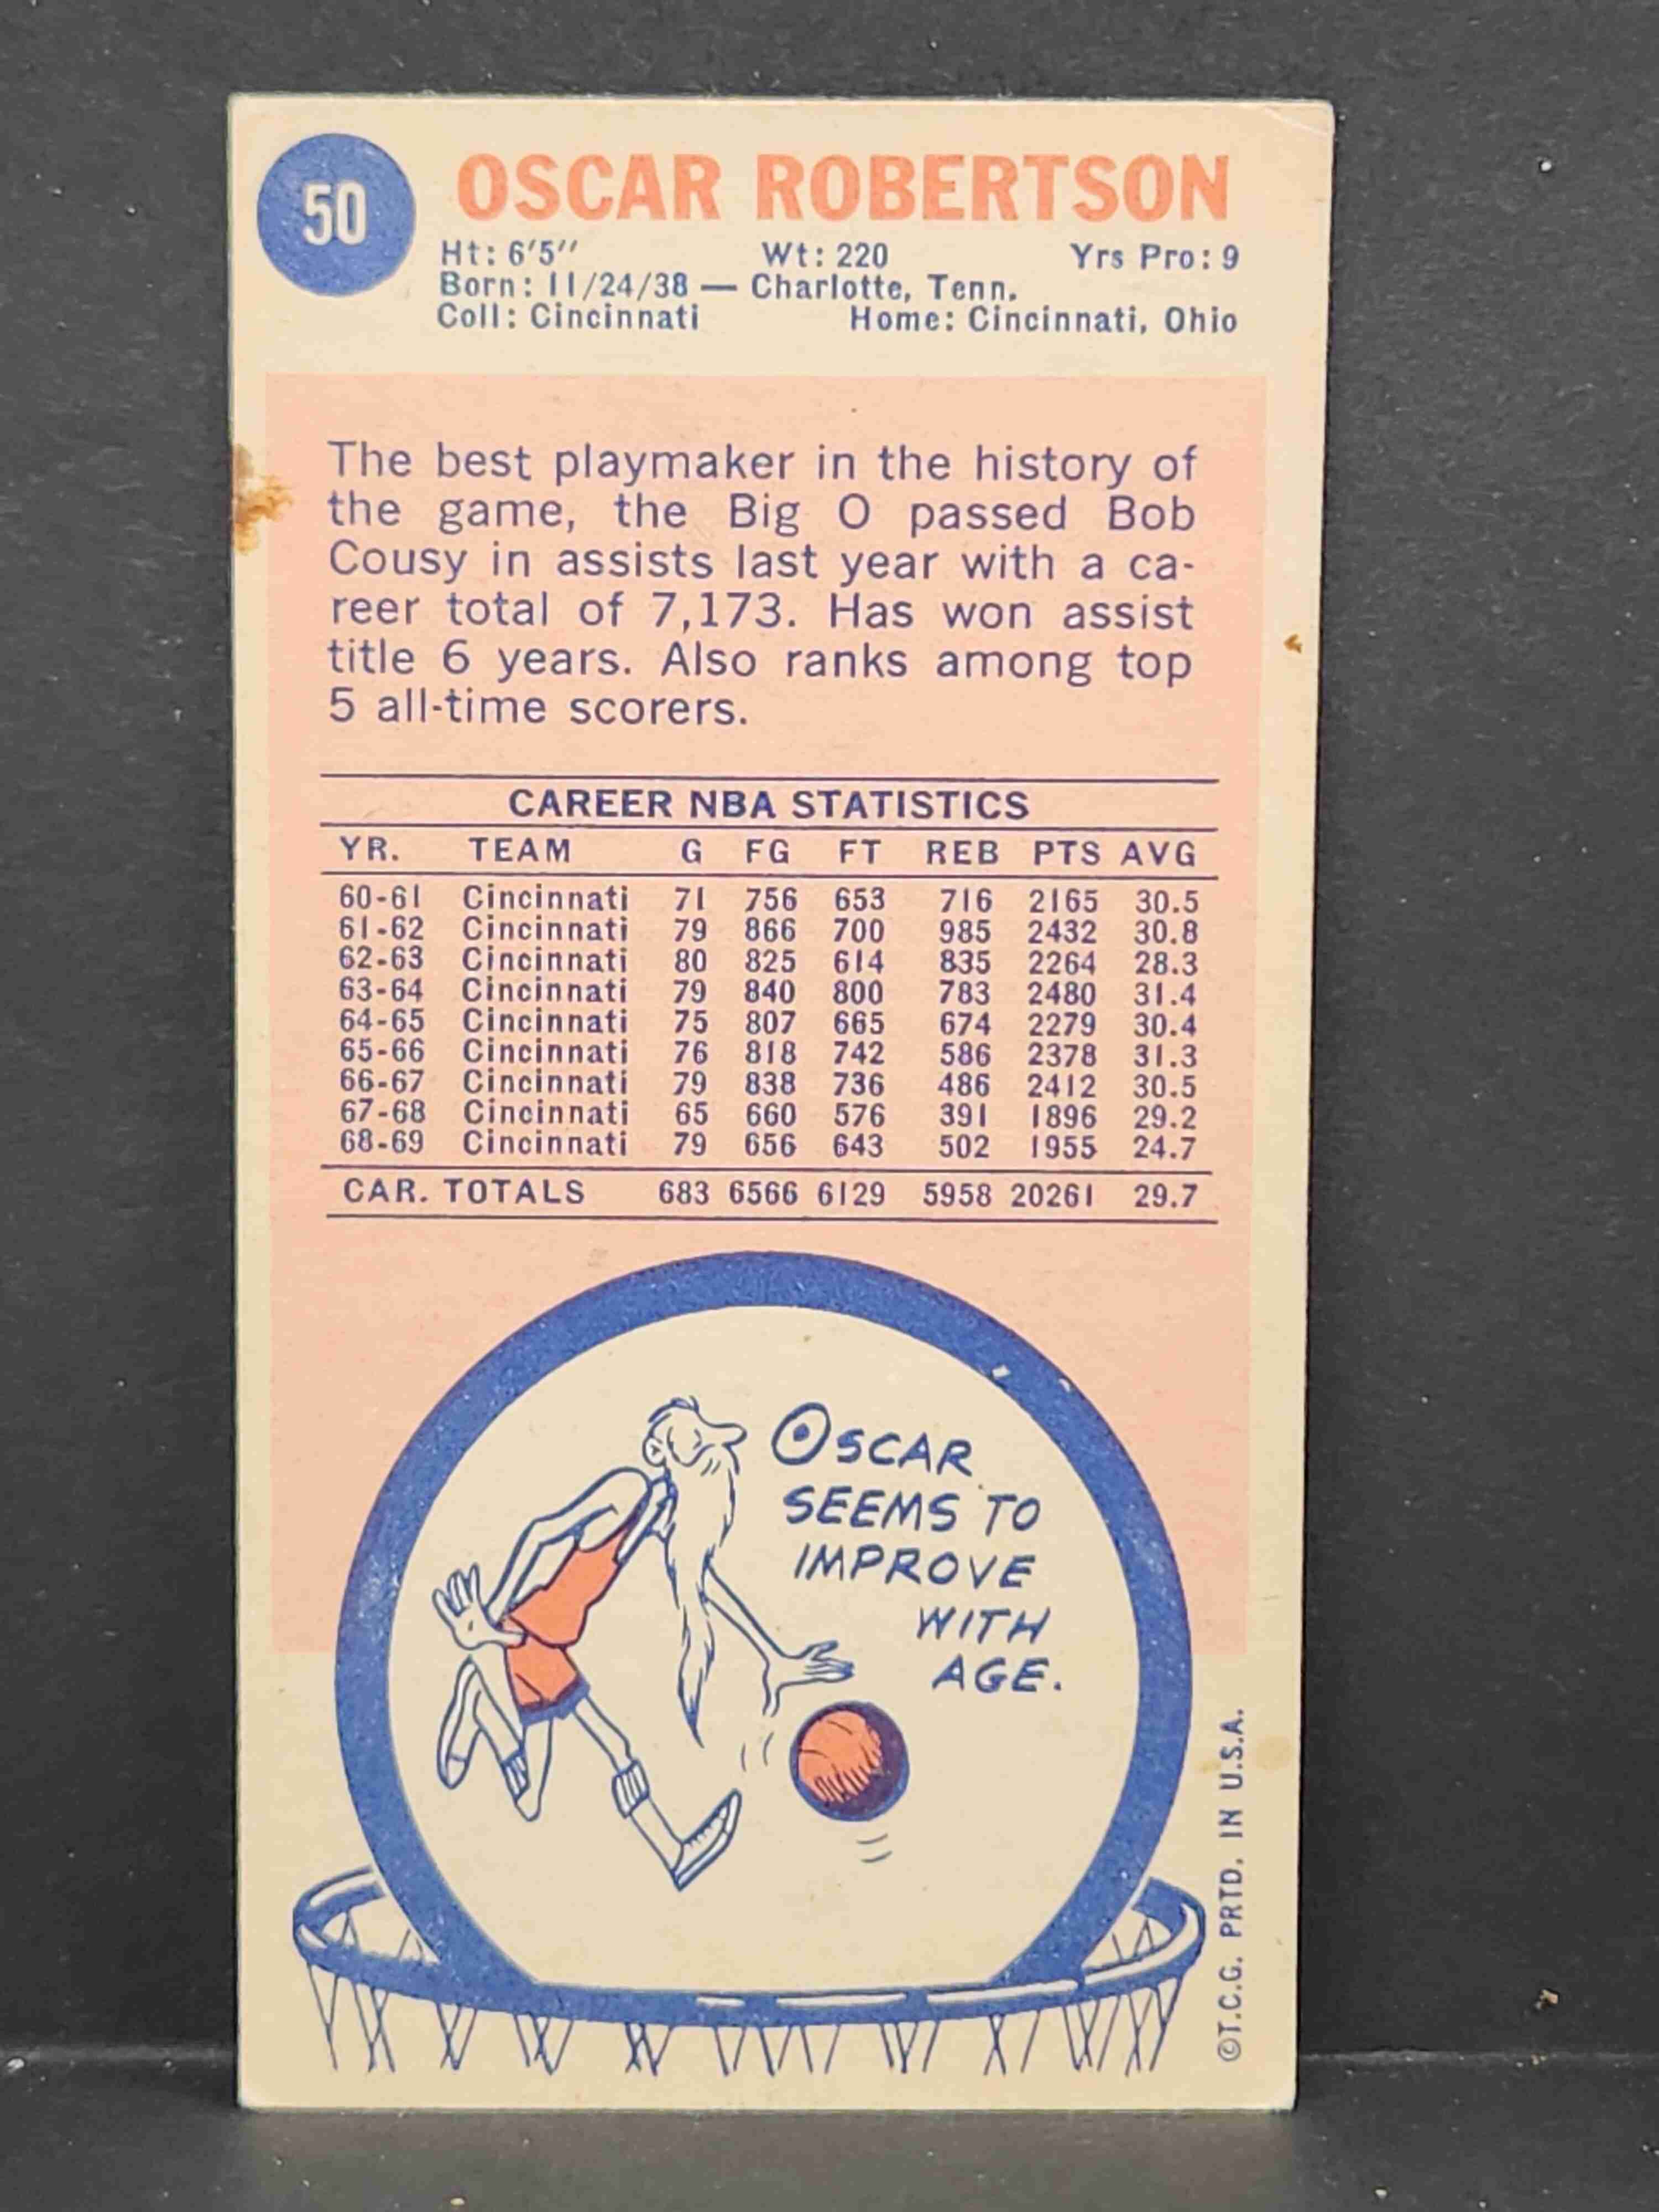 50
OSCAR ROBERTSON
Ht: 6'5" Wt: 220 Yrs Pro: 9
Born: 11/24/38 — Charlotte, Tenn.
Coll: Cincinnati Home: Cincinnati, Ohio
The best playmaker in the history of
the game, the Big O passed Bob
Cousy in assists last year with a ca-
reer total of 7,173. Has won assist
title 6 years. Also ranks among top
5 all-time scorers.
CAREER NBA STATISTICS
YR. TEAM G FG FT REB PTS AVG
60-61 Cincinnati 71 756 653 716 2165 30.5
61-62 Cincinnati 79 866 700 985 2432 30.8
62-63 Cincinnati 80 825 614 835 2264 28.3
63-64 Cincinnati 79 840 800 783 2480 31.4
64-65 Cincinnati 75 807 665 674 2279 30.4
65-66 Cincinnati 76 818 742 586 2378 31.3
66-67 Cincinnati 79 838 736 486 2412 30.5
67-68 Cincinnati 65 660 576 391 1896 29.2
68-69 Cincinnati 79 656 643 502 1955 24.7
CAR. TOTALS 683 6566 6129 5958 20261 29.7
OSCAR
SEEMS TO
IMPROVE
WITH
AGE.
©T.C.G. PRTD. IN U.S.A.